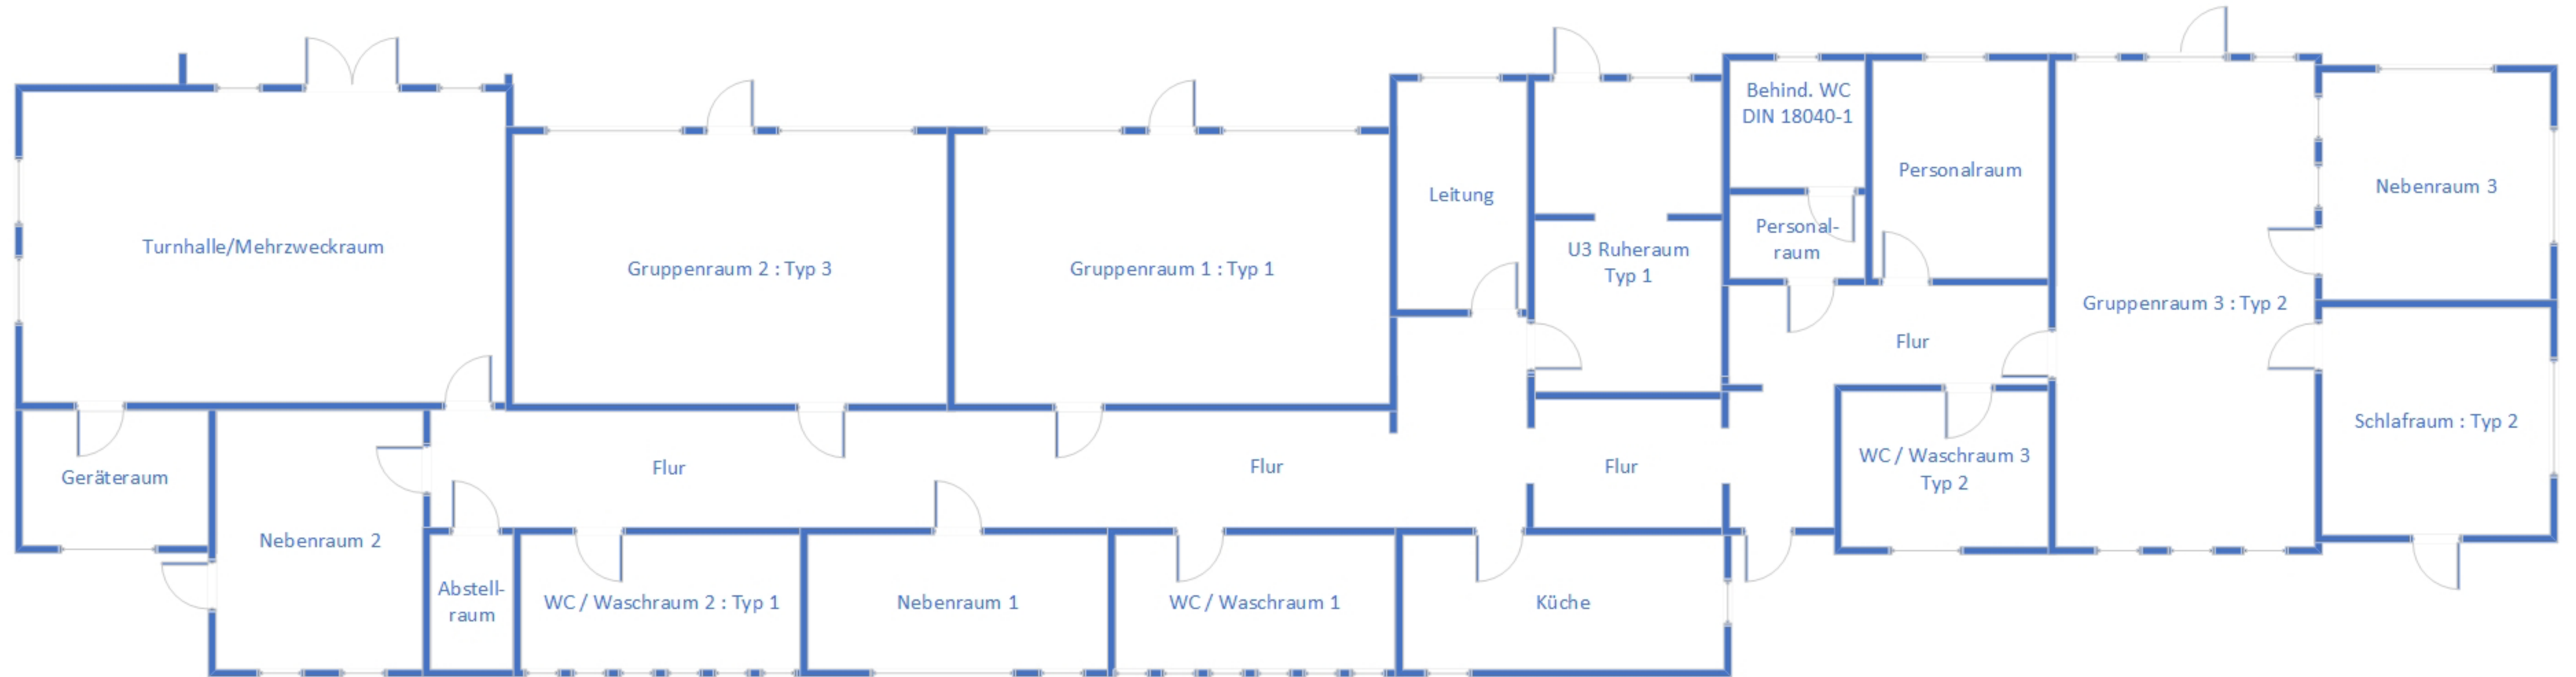 Behind. WC
DIN 18040-1
Personalraum
Nebenraum 3
Leitung
Personal-
raum
Turnhalle/Mehrzweckraum
U3 Ruheraum
Typ 1
Gruppenraum 2 : Typ 3
Gruppenraum 1 : Typ 1
Gruppenraum 3 : Typ 2
Flur
Schlafraum : Typ 2
WC / Waschraum 3
Typ 2
Geräteraum
Flur
Flur
Flur
Nebenraum 2
Abstell-
raum
WC / Waschraum 2 : Typ 1
Nebenraum 1
WC / Waschraum 1
Küche